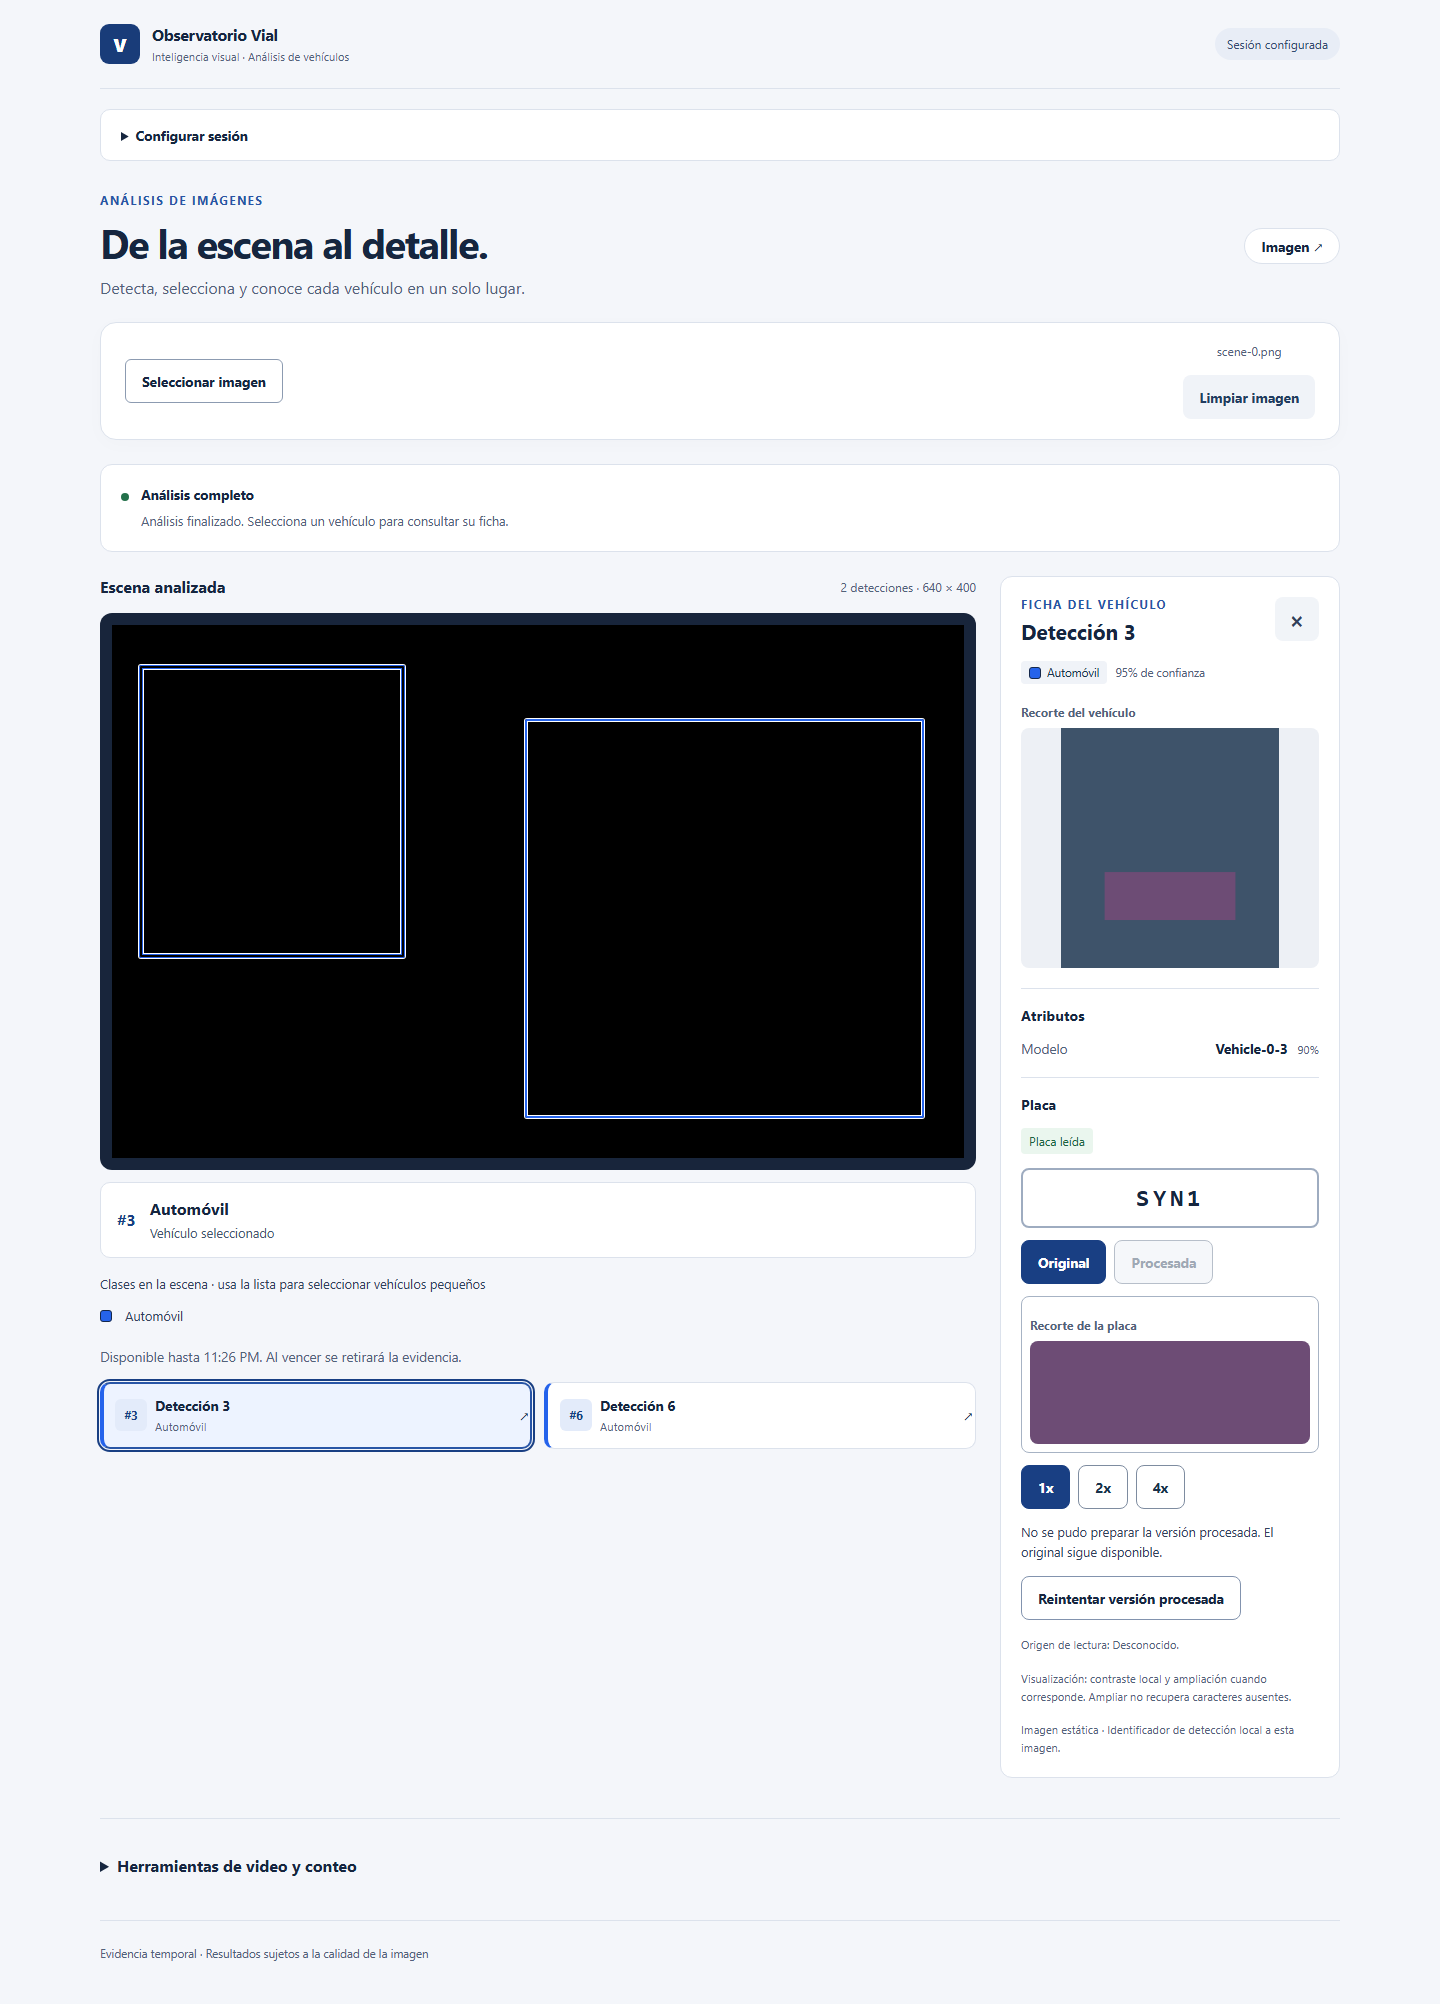 V
Observatorio Vial
Inteligencia visual · Análisis de vehículos
Sesión configurada
▶ Configurar sesión
ANÁLISIS DE IMÁGENES
De la escena al detalle.
Imagen ↗
Detecta, selecciona y conoce cada vehículo en un solo lugar.
Seleccionar imagen
scene-0.png
Limpiar imagen
Análisis completo
Análisis finalizado. Selecciona un vehículo para consultar su ficha.
Escena analizada
2 detecciones · 640 × 400
#3
Automóvil
Vehículo seleccionado
Clases en la escena · usa la lista para seleccionar vehículos pequeños
Automóvil
Disponible hasta 11:26 PM. Al vencer se retirará la evidencia.
#3
Detección 3
Automóvil
↗
#6
Detección 6
Automóvil
↗
FICHA DEL VEHÍCULO
Detección 3
×
Automóvil
95% de confianza
Recorte del vehículo
Atributos
Modelo
Vehicle-0-3 90%
Placa
Placa leída
SYN1
Original
Procesada
Recorte de la placa
1x
2x
4x
No se pudo preparar la versión procesada. El
original sigue disponible.
Reintentar versión procesada
Origen de lectura: Desconocido.
Visualización: contraste local y ampliación cuando
corresponde. Ampliar no recupera caracteres ausentes.
Imagen estática · Identificador de detección local a esta
imagen.
▶ Herramientas de video y conteo
Evidencia temporal · Resultados sujetos a la calidad de la imagen